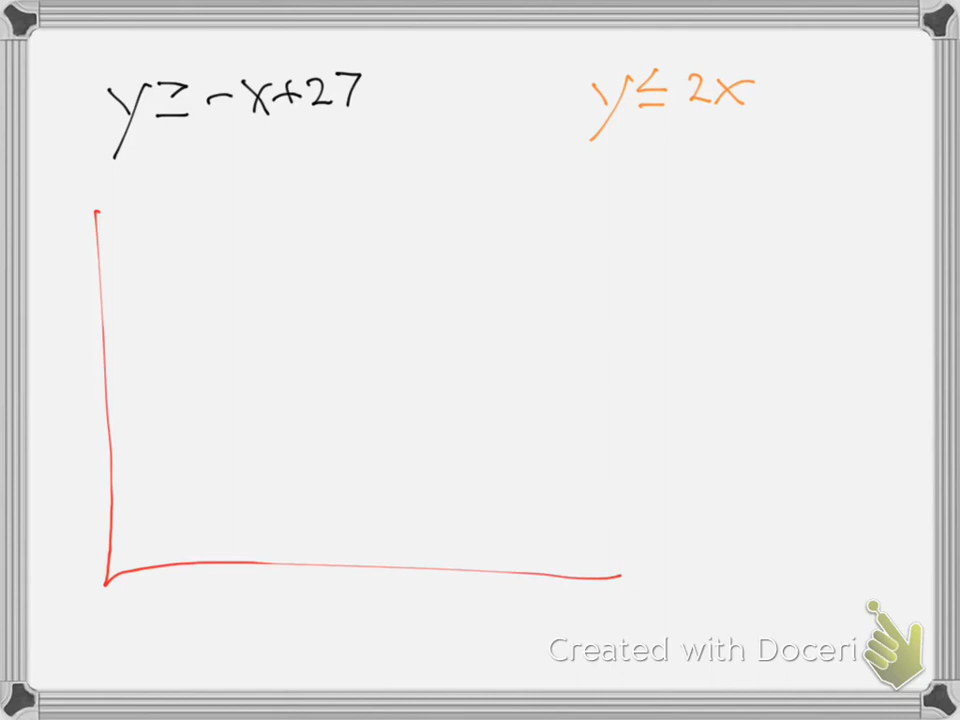 y ≥ -x+27
y ≤ 2x
Created with Doceri